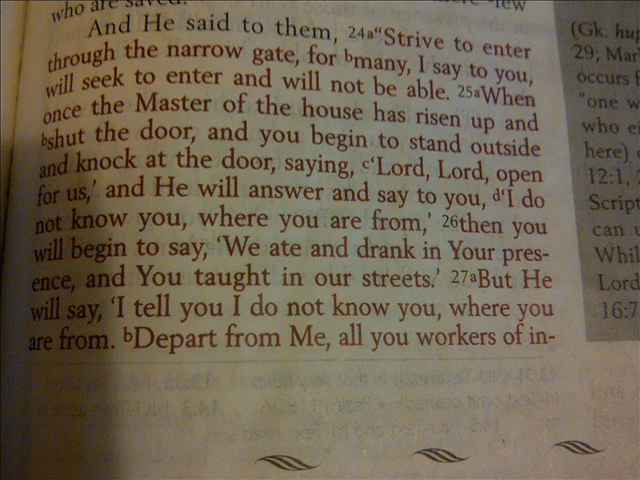 who are saved.
"few
And He said to them, 24a"Strive to enter
through the narrow gate, for bmany, I say to you,
will seek to enter and will not be able. 25aWhen
once the Master of the house has risen up and
bshut the door, and you begin to stand outside
and knock at the door, saying, c'Lord, Lord, open
for us,' and He will answer and say to you, d'I do
not know you, where you are from,' 26then you
will begin to say, 'We ate and drank in Your pres-
ence, and You taught in our streets.' 27aBut He
will say, 'I tell you I do not know you, where you
are from. bDepart from Me, all you workers of in-
(Gk.
29;
occurs
"one w
who
here)
12:1,
Script
can
Whil
Lord
16:7